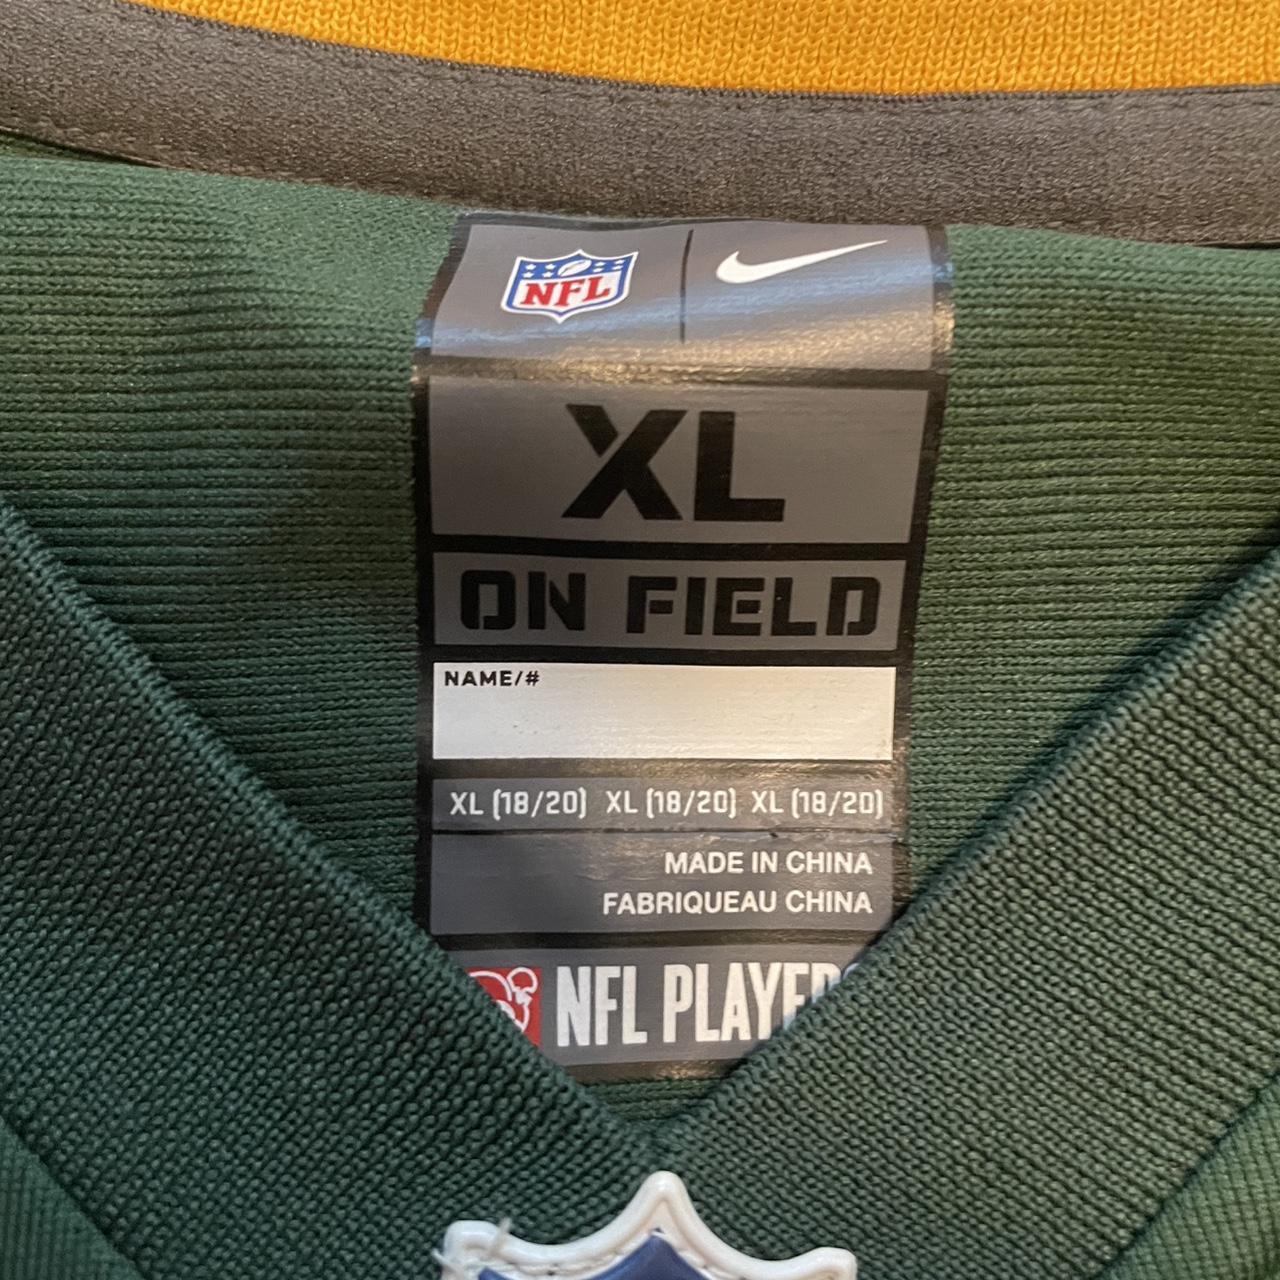 NFL
XL
ON FIELD
NAME/#
XL (18/20) XL (18/20) XL (18/20)
MADE IN CHINA
FABRIQUEAU CHINA
NFL PLAYE